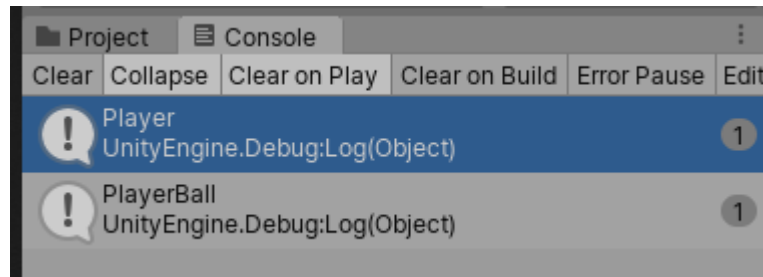 Project Console
Clear Collapse Clear on Play Clear on Build Error Pause Edit
Player
UnityEngine.Debug:Log(Object) 1
PlayerBall
UnityEngine.Debug:Log(Object) 1